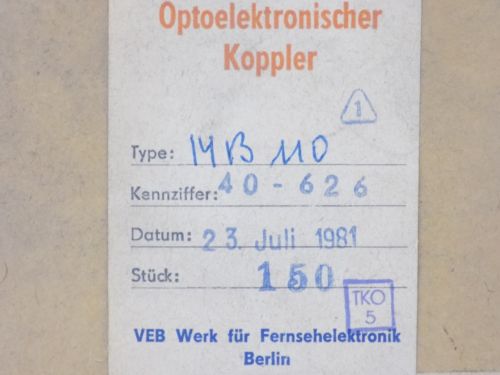 Optoelektronischer
Koppler
1
Type: MB 110
Kennziffer: 40-626
Datum: 23. Juli 1981
Stück: 150
TKO
5
VEB Werk für Fernsehelektronik
Berlin